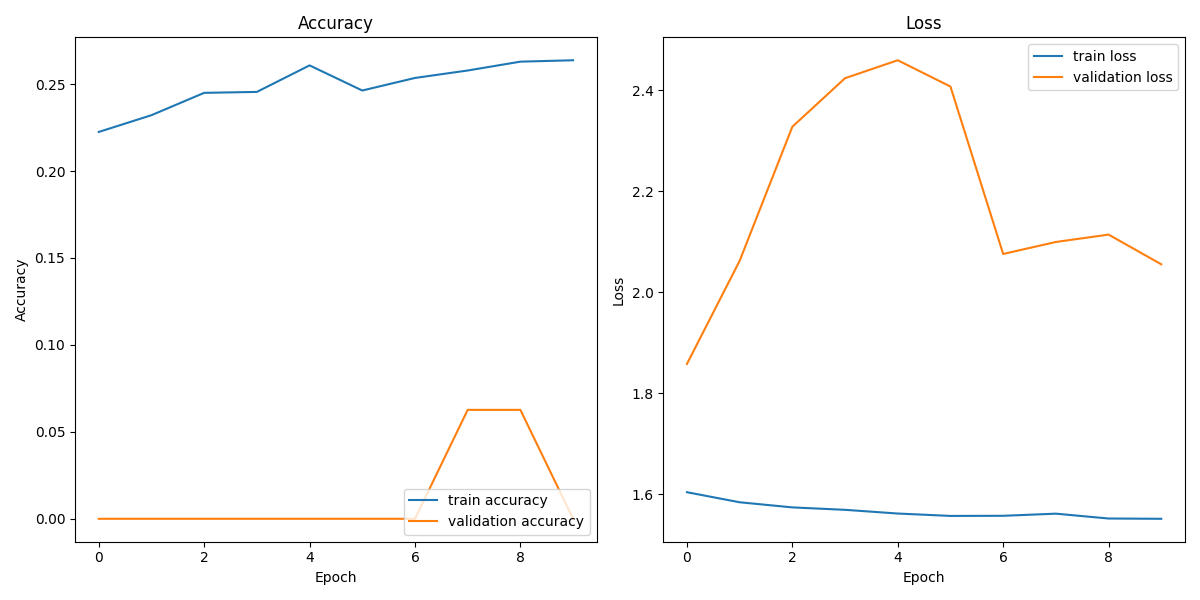 Accuracy
0.25
0.20
0.15
0.10
0.05
0.00
Accuracy
0 2 4 6 8
Epoch
train accuracy
validation accuracy
Loss
2.4
2.2
2.0
1.8
1.6
Loss
0 2 4 6 8
Epoch
train loss
validation loss